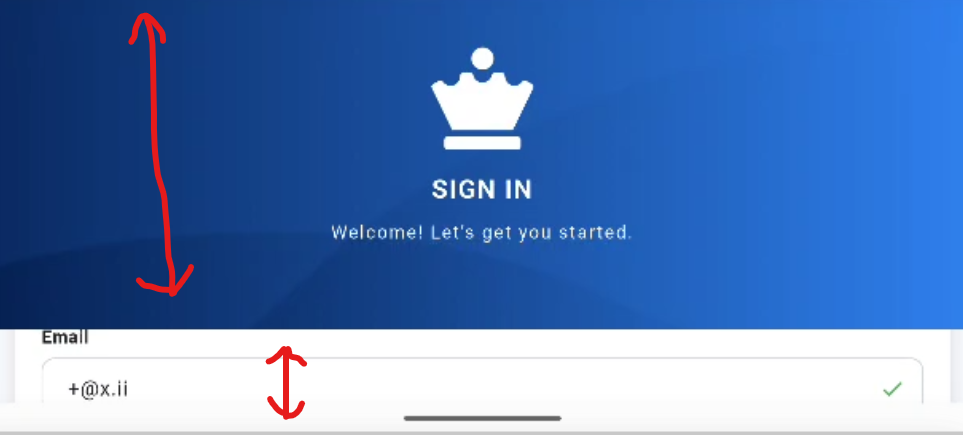 SIGN IN
Welcome! Let's get you started.
Email
+@x.ii